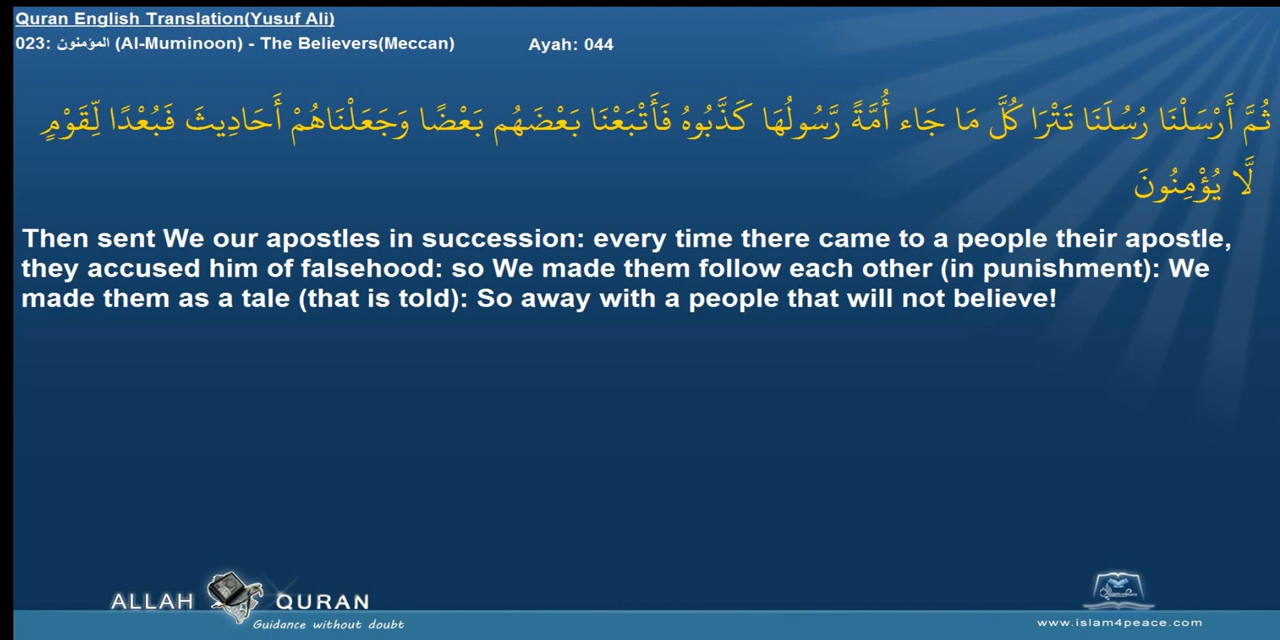 Quran English Translation(Yusuf Ali)
023: المؤمنون (Al-Muminoon) - The Believers(Meccan) Ayah: 044
ثُمَّ أَرْسَلْنَا رُسُلَنَا تَتْرَا كُلَّ مَا جَاء أُمَّةً رَّسُولُهَا كَذَّبُوهُ فَأَتْبَعْنَا بَعْضَهُم بَعْضًا وَجَعَلْنَاهُمْ أَحَادِيثَ فَبُعْدًا لِّقَوْمٍ
لَّا يُؤْمِنُونَ
Then sent We our apostles in succession: every time there came to a people their apostle,
they accused him of falsehood: so We made them follow each other (in punishment): We
made them as a tale (that is told): So away with a people that will not believe!
ALLAH QURAN
Guidance without doubt
www.islam4peace.com